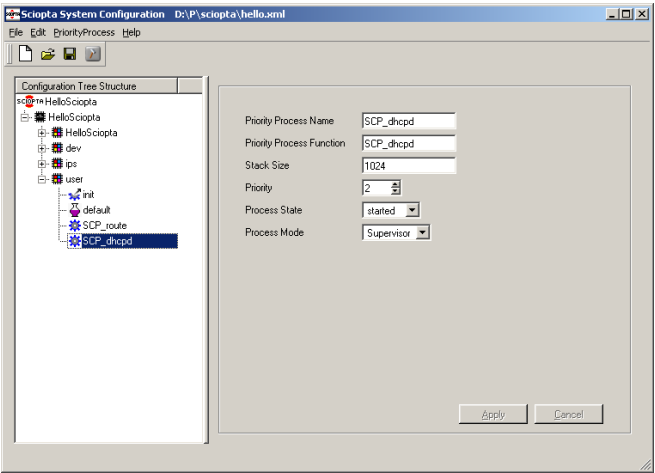 Sciopta System Configuration D:\P\sciopta\hello.xml
File Edit PriorityProcess Help
Configuration Tree Structure
SCIOPTA HelloSciopta
HelloSciopta
HelloSciopta
dev
ips
user
init
default
SCP_route
SCP_dhcpd
Priority Process Name SCP_dhcpd
Priority Process Function SCP_dhcpd
Stack Size 1024
Priority 2
Process State started
Process Mode Supervisor
Apply Cancel